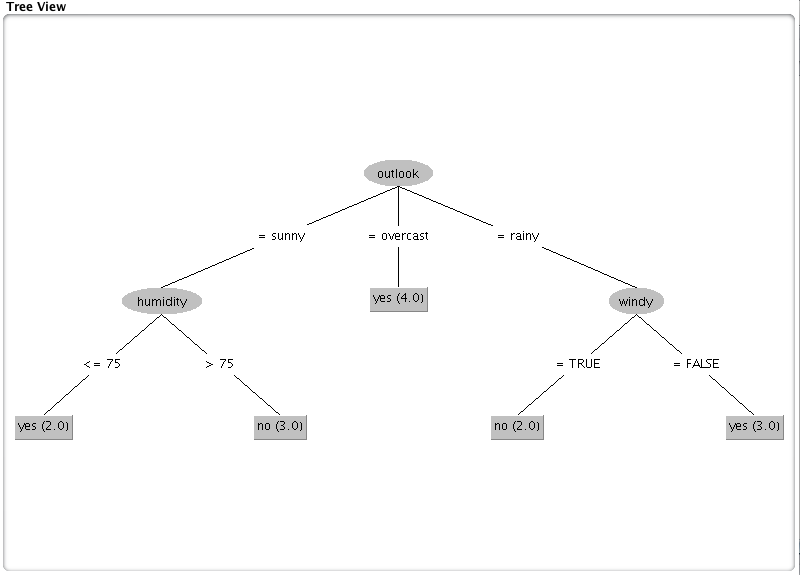 Tree View
outlook
= sunny
= overcast
= rainy
humidity
yes (4.0)
windy
<= 75
> 75
= TRUE
= FALSE
yes (2.0)
no (3.0)
no (2.0)
yes (3.0)